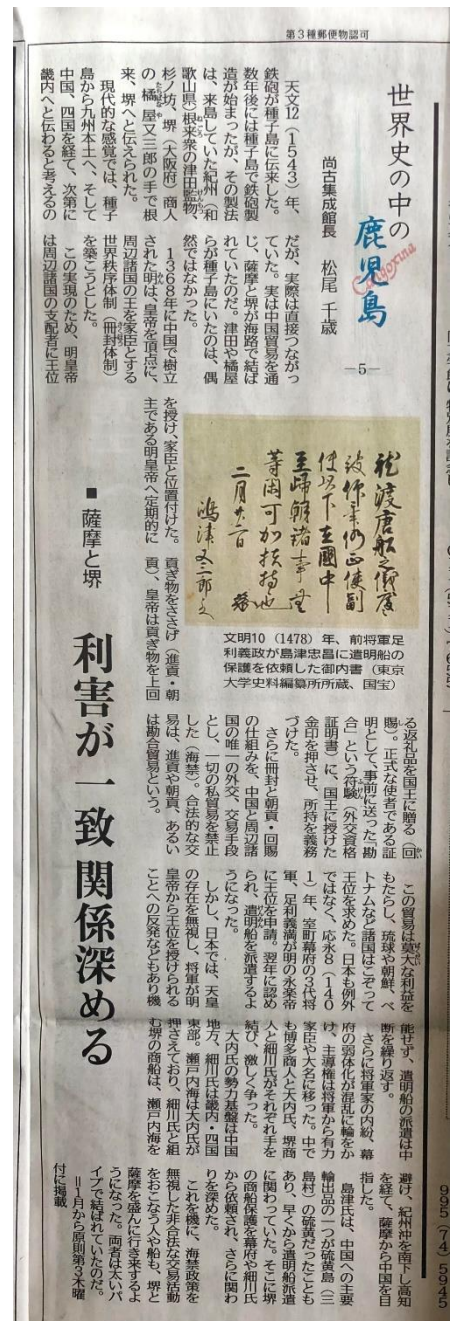 第３種郵便物認可
世界史の中の
鹿児島
Kagoshima
尚古集成館長　松尾 千歳
―5―
天文12（1543）年、
鉄砲が種子島に伝来した。
数年後には種子島で鉄砲製
造が始まったが、その製法
は、来島していた紀州（和
歌山県）根来衆の津田監物、
杉ノ坊、堺（大阪府）商人
の橘屋又三郎の手で根
来、堺へと伝えられた。
現代的な感覚では、種子
島から九州本土へ、そして
中国、四国を経て、次第に
畿内へと伝わると考えるの
だが、実際は直接つながっ
ていた。実は中国貿易を通
じ、薩摩と堺が海路で結ば
れていたのだ。津田や橘屋
らが種子島にいたのは、偶
然ではなかった。
1368年に中国で樹立
された明は、皇帝を頂点に、
周辺諸国の王を家臣とする
世界秩序体制（冊封体制）
を築こうとした。
この実現のため、明皇帝
は周辺諸国の支配者に王位
を授け、家臣と位置付けた。
主である明皇帝へ定期的に
貢ぎ物をささげ（進貢・朝
貢）、皇帝は貢ぎ物を上回
■ 薩摩と堺
利害が一致 関係深める
文明10（1478）年、前将軍足
利義政が島津忠昌に遣明船の
保護を依頼した御内書（東京
大学史料編纂所所蔵、国宝）
る返礼品を国王に贈る（回
賜）。正式な使者である証
明として、事前に送った「勘
合」という符験（外交資格
証明書）に、国王に授けた
金印を押させ、所持を義務
づけた。
さらに冊封と朝貢・回賜
の仕組みを、中国と周辺諸
国の唯一の外交、交易手段
とし、一切の私貿易を禁止
した（海禁）。合法的な交
易は、進貢や朝貢、あるい
は勘合貿易という。
この貿易は莫大な利益を
もたらし、琉球や朝鮮、ベ
トナムなど諸国はこぞって
王位を求めた。日本も例外
ではなく、応永8（140
1）年、室町幕府の3代将
軍、足利義満が明の永楽帝
に王位を申請。翌年に認め
られ、遣明船を派遣するよ
うになった。
しかし、日本では、天皇
の存在を無視し、将軍が明
皇帝から王位を授けられる
ことへの反発などもあり機
能せず、遣明船の派遣は中
断を繰り返す。
さらに将軍家の内紛、幕
府の弱体化が混乱に輪をか
け、主導権は将軍から有力
家臣や大名に移った。中で
も博多商人と大内氏、堺商
人と細川氏がそれぞれ手を
結び、激しく争った。
大内氏の勢力基盤は中国
地方、細川氏は畿内・四国
東部。瀬戸内海は大内氏が
押さえており、細川氏と組
む堺の商船は、瀬戸内海を
避け、紀州沖を南下し高知
を経て、薩摩から中国を目
指した。
島津氏は、中国への主要
輸出品の一つが硫黄島（三
島村）の硫黄だったことも
あり、早くから遣明船派遣
に関わっていた。そこに堺
の商船保護を幕府や細川氏
から依頼され、さらに関わ
りを深めた。
これを機に、海禁政策を
無視した非合法な交易活動
をおこなう人や船も、堺と
薩摩を盛んに行き来するよ
うになった。両者は太いパ
イプで結ばれていたのだ。
＝1月から原則第3木曜
付に掲載
995（74）5945